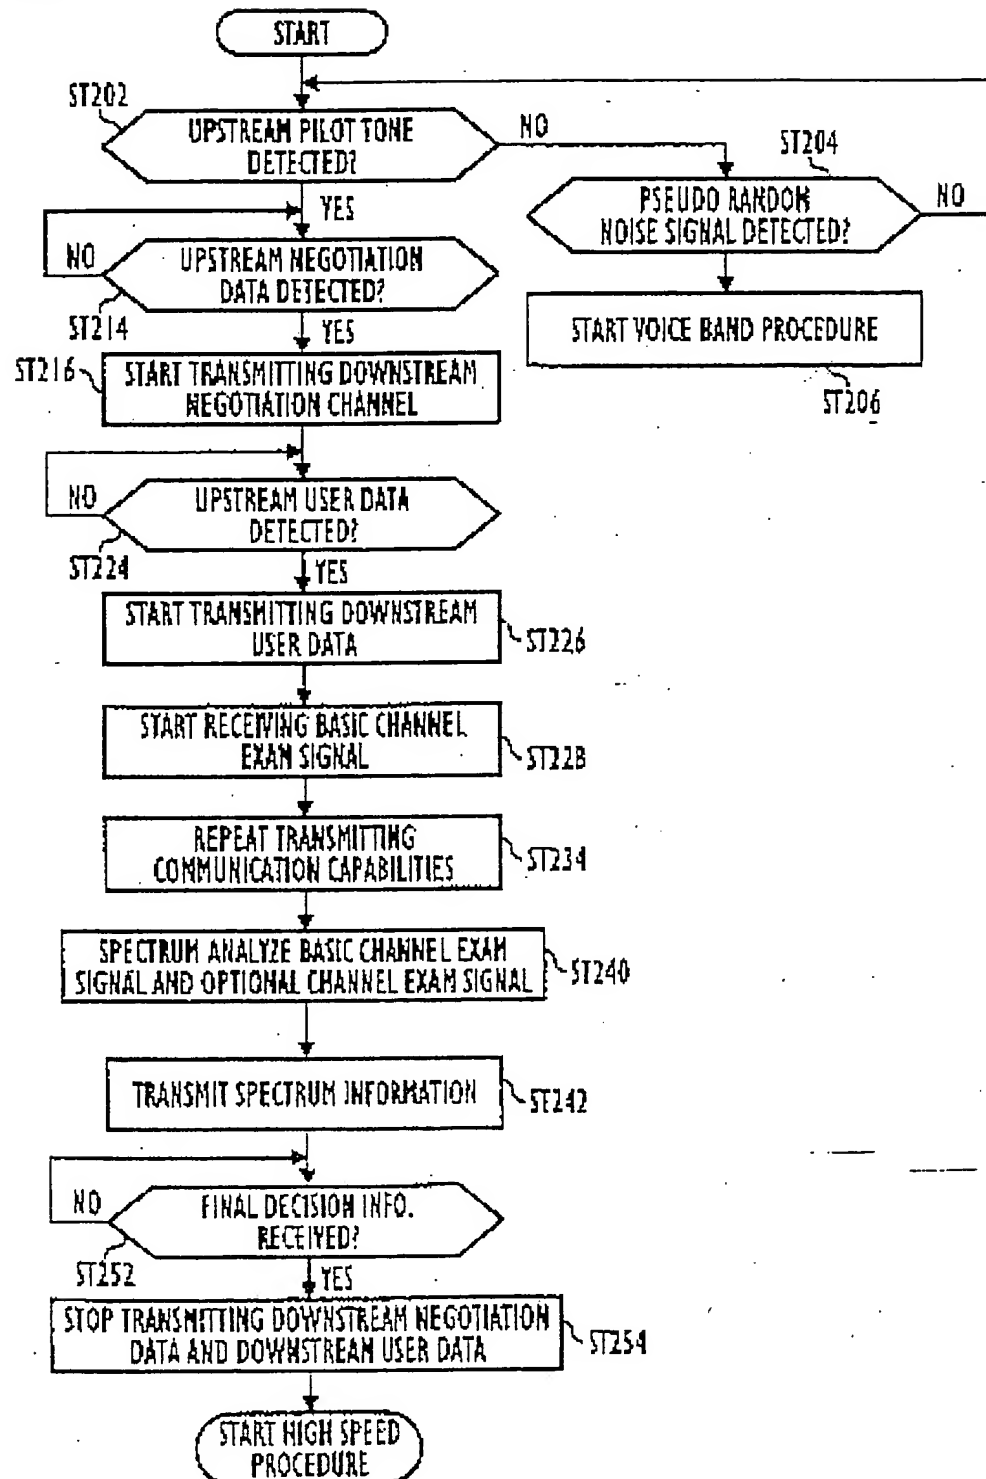 START
ST202
UPSTREAM PILOT TONE
DETECTED?
NO
ST204
PSEUDO RANDOM
NOISE SIGNAL DETECTED?
NO
YES
NO
UPSTREAM NEGOTIATION
DATA DETECTED?
ST214
START VOICE BAND PROCEDURE
ST206
YES
ST216
START TRANSMITTING DOWNSTREAM
NEGOTIATION CHANNEL
NO
UPSTREAM USER DATA
DETECTED?
ST224
YES
START TRANSMITTING DOWNSTREAM
USER DATA
ST226
START RECEIVING BASIC CHANNEL
EXAM SIGNAL
ST228
REPEAT TRANSMITTING
COMMUNICATION CAPABILITIES
ST234
SPECTRUM ANALYZE BASIC CHANNEL EXAM
SIGNAL AND OPTIONAL CHANNEL EXAM SIGNAL
ST240
TRANSMIT SPECTRUM INFORMATION
ST242
NO
FINAL DECISION INFO.
RECEIVED?
ST252
YES
STOP TRANSMITTING DOWNSTREAM NEGOTIATION
DATA AND DOWNSTREAM USER DATA
ST254
START HIGH SPEED
PROCEDURE